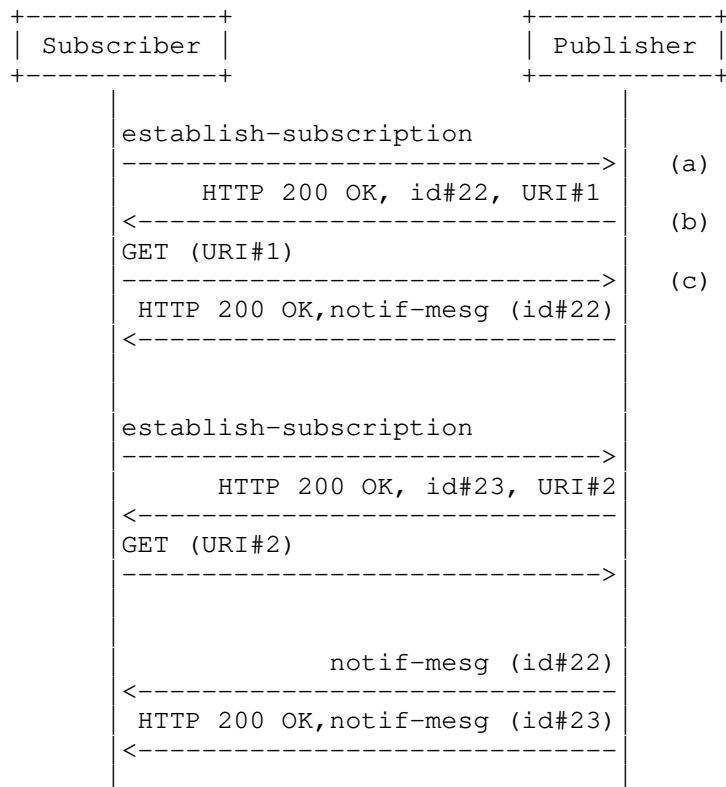 Subscriber Publisher
establish-subscription
(a)
HTTP 200 OK, id#22, URI#1
(b)
GET (URI#1)
(c)
HTTP 200 OK,notif-mesg (id#22)
establish-subscription
HTTP 200 OK, id#23, URI#2
GET (URI#2)
notif-mesg (id#22)
HTTP 200 OK,notif-mesg (id#23)